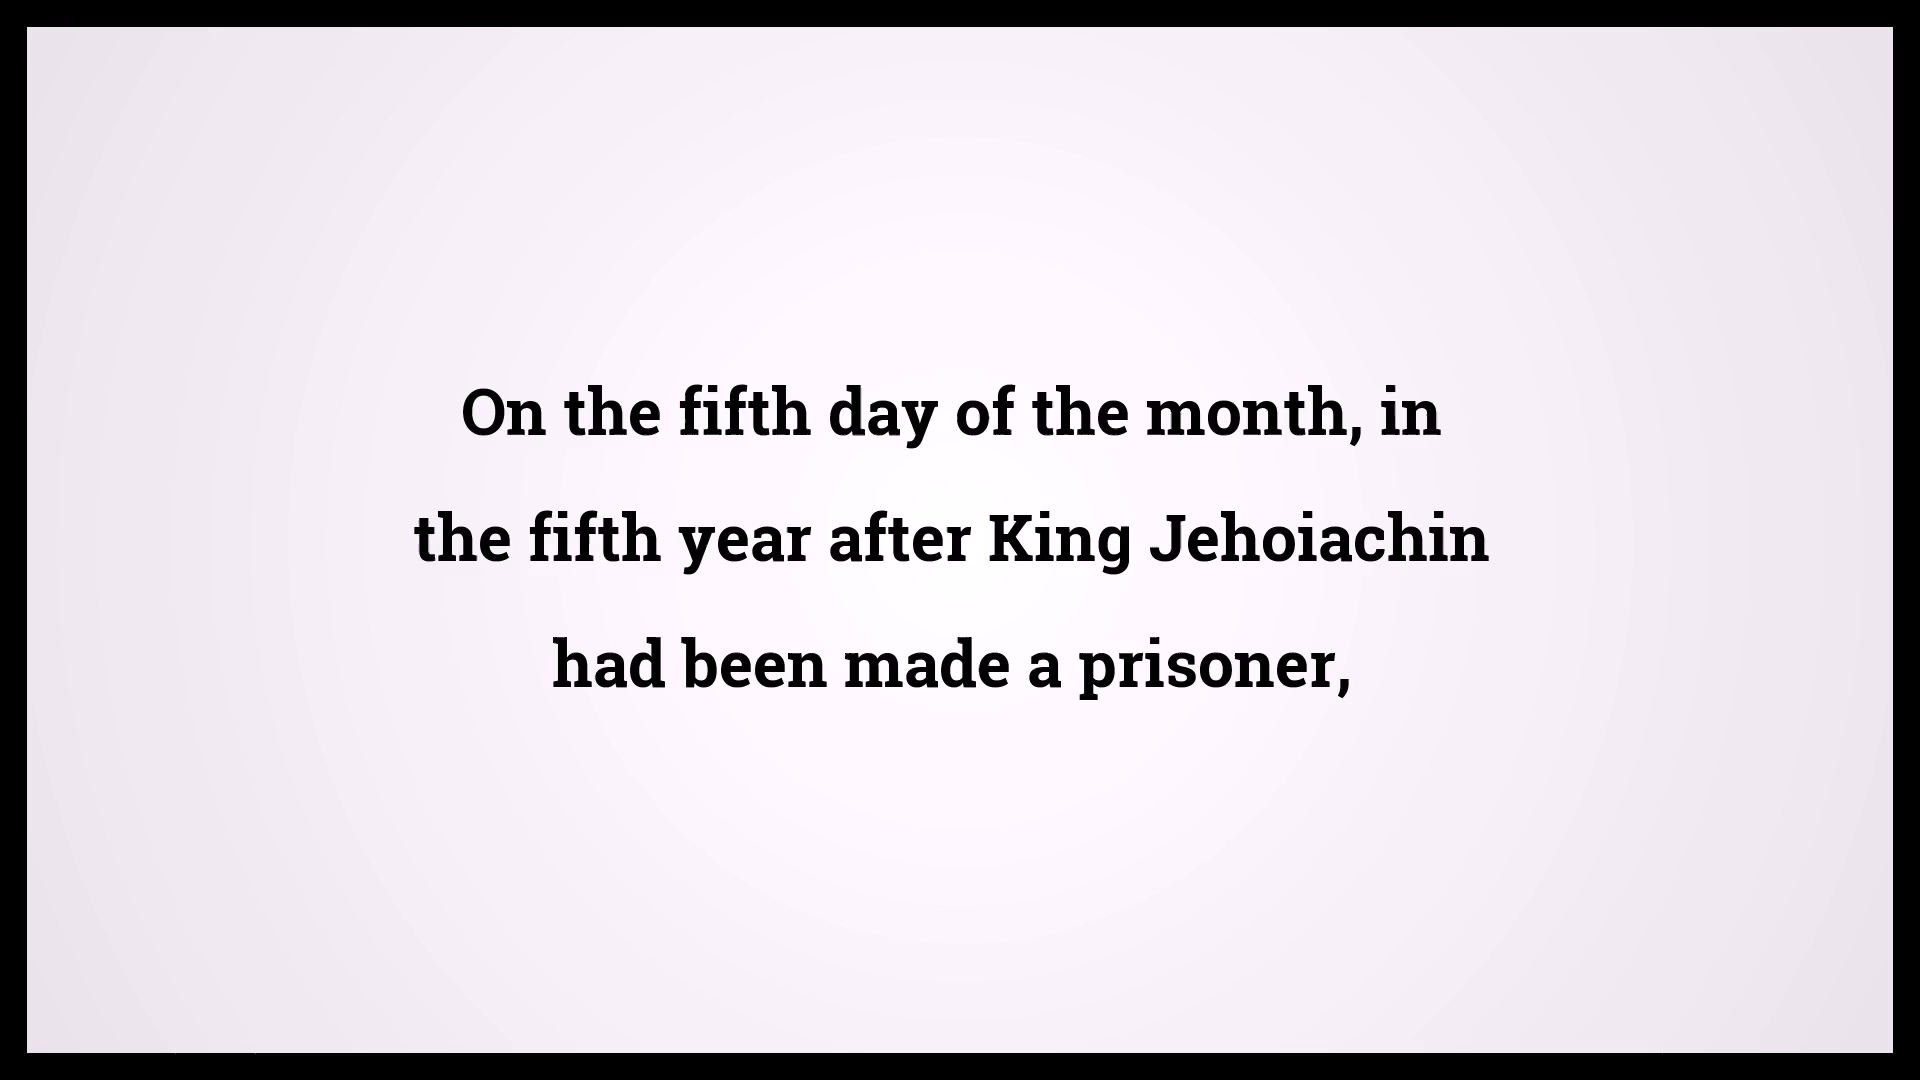 On the fifth day of the month, in
the fifth year after King Jehoiachin
had been made a prisoner,